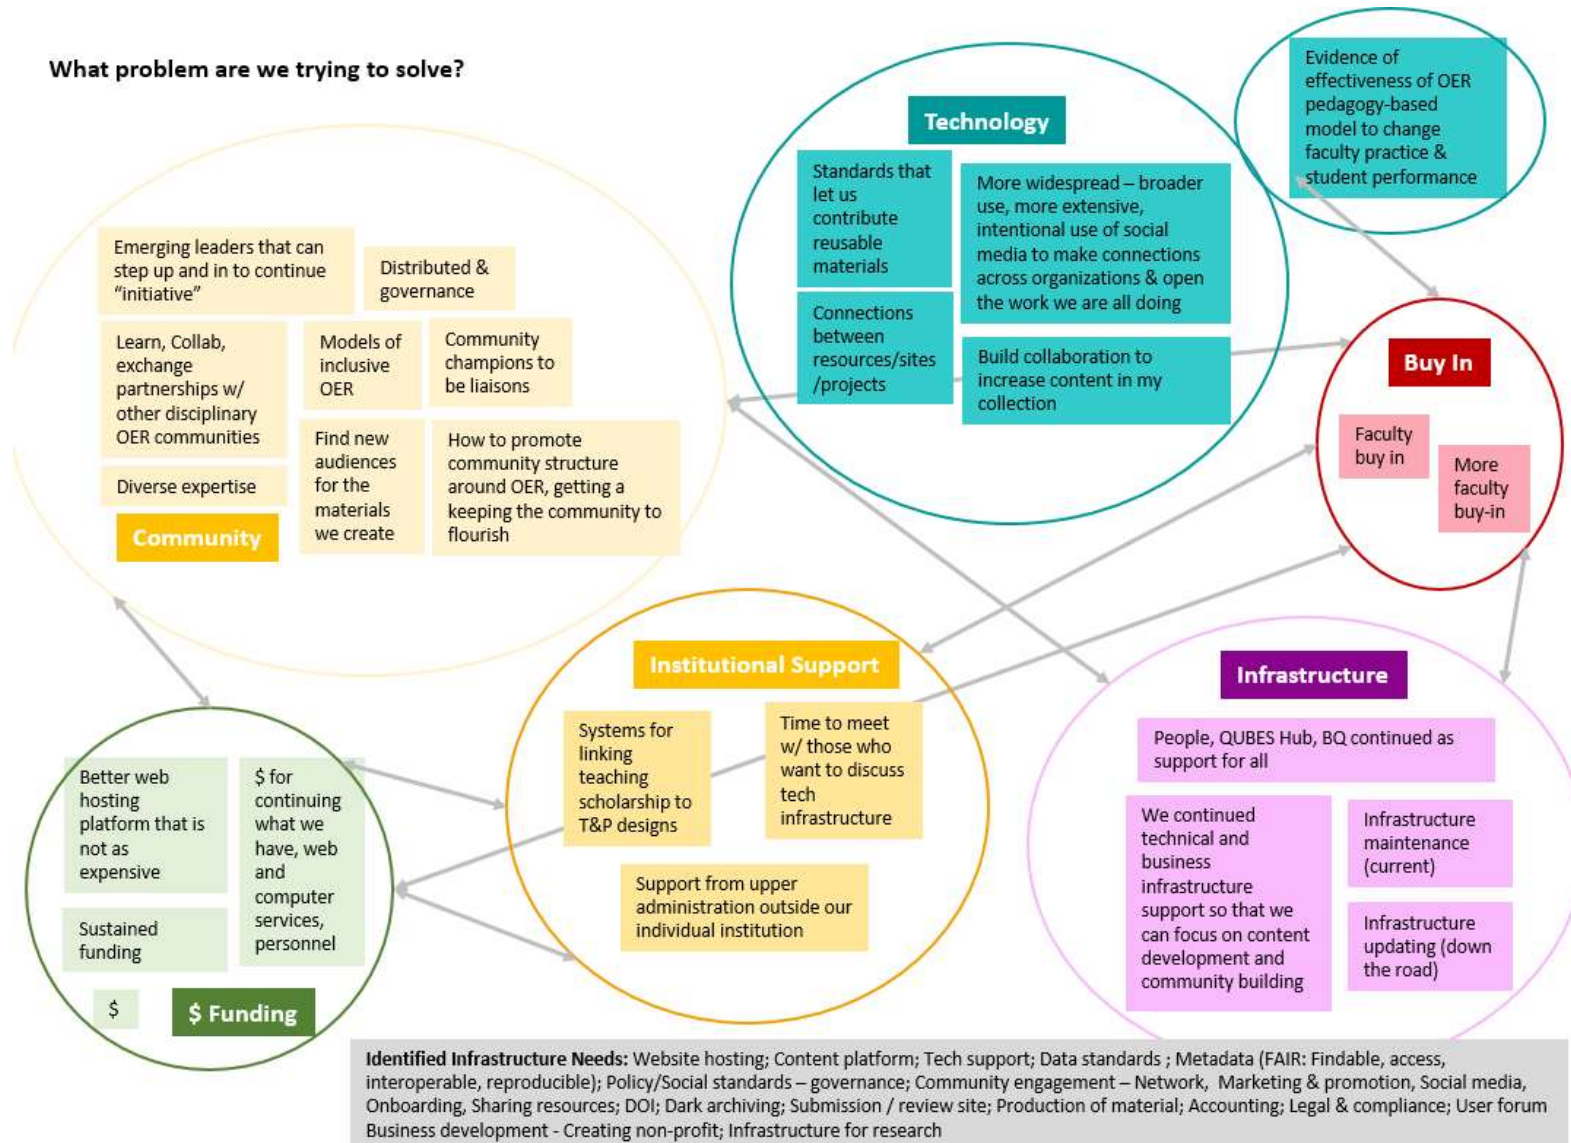 What problem are we trying to solve?
Evidence of
effectiveness of OER
pedagogy-based
model to change
faculty practice &
student performance
Technology
Standards that
let us
contribute
reusable
materials
More widespread – broader
use, more extensive,
intentional use of social
media to make connections
across organizations & open
the work we are all doing
Connections
between
resources/sites
/projects
Build collaboration to
increase content in my
collection
Buy In
Faculty
buy in
More
faculty
buy-in
Emerging leaders that can
step up and in to continue
“initiative”
Distributed &
governance
Learn, Collab,
exchange
partnerships w/
other disciplinary
OER communities
Models of
inclusive
OER
Community
champions to
be liaisons
Diverse expertise
Find new
audiences
for the
materials
we create
How to promote
community structure
around OER, getting a
keeping the community to
flourish
Community
Institutional Support
Systems for
linking
teaching
scholarship to
T&P designs
Time to meet
w/ those who
want to discuss
tech
infrastructure
Support from upper
administration outside our
individual institution
Infrastructure
People, QUBES Hub, BQ continued as
support for all
We continued
technical and
business
infrastructure
support so that we
can focus on content
development and
community building
Infrastructure
maintenance
(current)
Infrastructure
updating (down
the road)
Better web
hosting
platform that is
not as
expensive
$ for
continuing
what we
have, web
and
computer
services,
personnel
Sustained
funding
$
$ Funding
Identified Infrastructure Needs: Website hosting; Content platform; Tech support; Data standards ; Metadata (FAIR: Findable, access,
interoperable, reproducible); Policy/Social standards – governance; Community engagement – Network, Marketing & promotion, Social media,
Onboarding, Sharing resources; DOI; Dark archiving; Submission / review site; Production of material; Accounting; Legal & compliance; User forum
Business development - Creating non-profit; Infrastructure for research